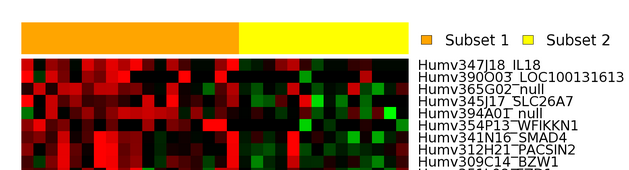 Subset 1 Subset 2
Humv347J18_IL18
Humv390O03_LOC100131613
Humv365G02_null
Humv345J17_SLC26A7
Humv394A01_null
Humv354P13_WFIKKN1
Humv341N16_SMAD4
Humv312H21_PACSIN2
Humv309C14_BZW1